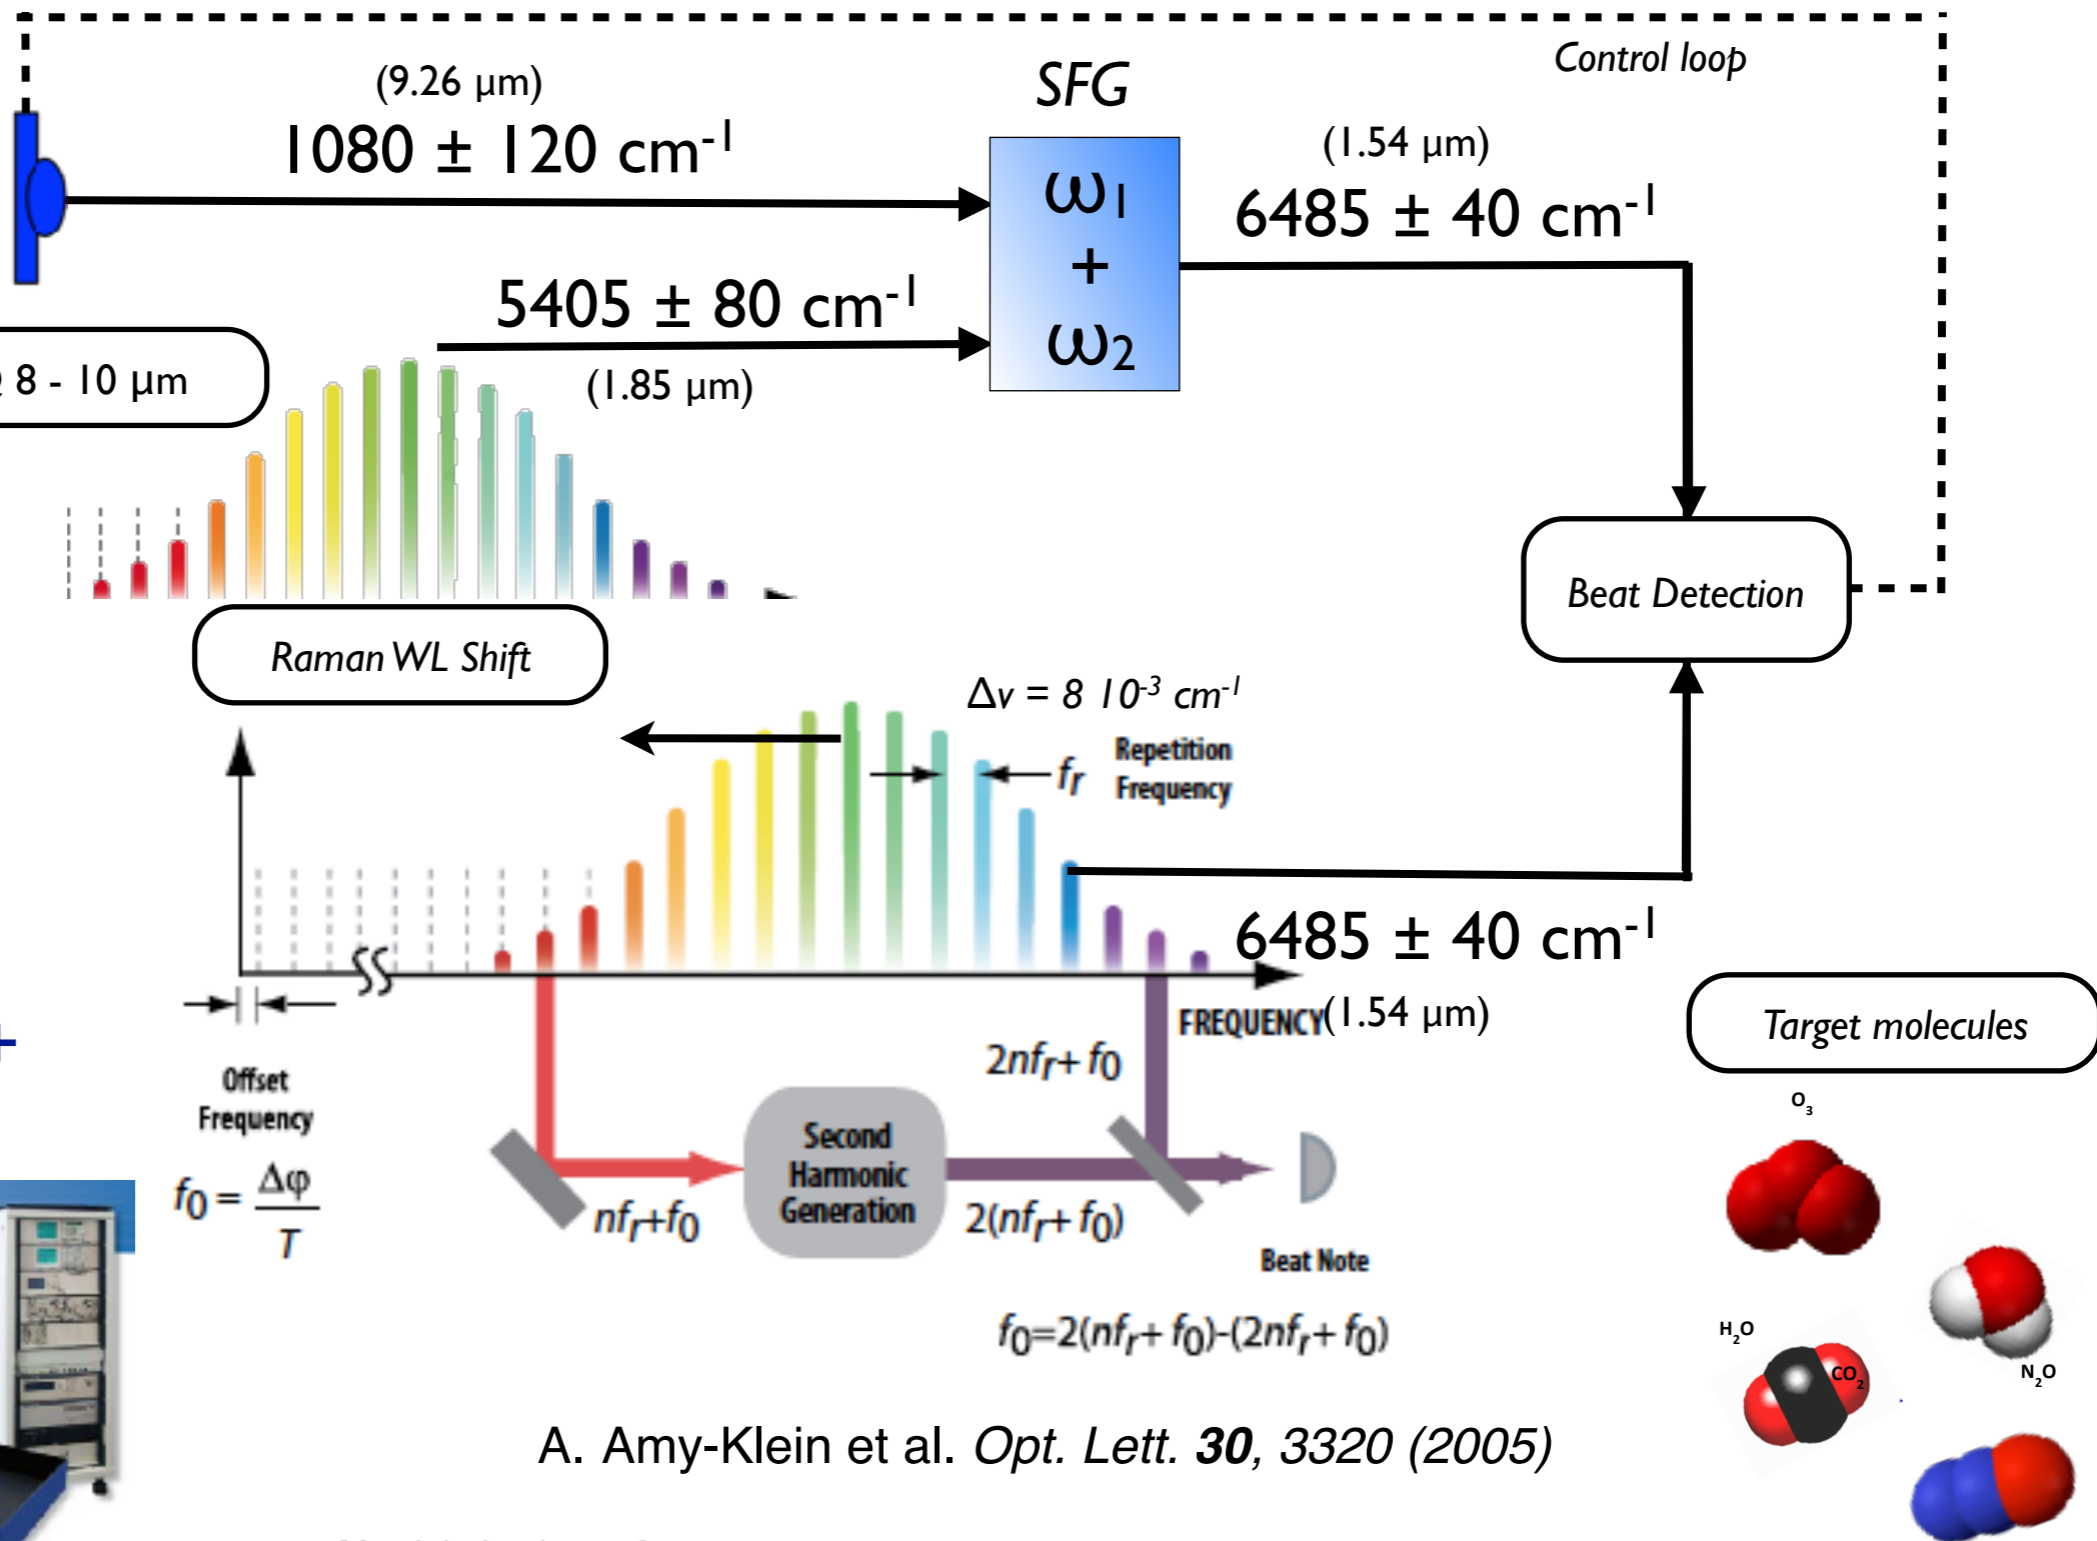 Control loop
(9.26 μm)
1080 ± 120 cm⁻¹
SFG
ω₁
+
ω₂
(1.54 μm)
6485 ± 40 cm⁻¹
5405 ± 80 cm⁻¹
(1.85 μm)
8 - 10 μm
Beat Detection
Raman WL Shift
Δν = 8 10⁻³ cm⁻¹
fr
Repetition
Frequency
6485 ± 40 cm⁻¹
FREQUENCY
(1.54 μm)
Target molecules
+
Offset
Frequency
f₀ = Δφ / T
2nfr + f₀
Second
Harmonic
Generation
nfr+f₀
2(nfr+ f₀)
Beat Note
f₀=2(nfr+ f₀)-(2nfr+ f₀)
O₃
H₂O
CO₂
N₂O
A. Amy-Klein et al. Opt. Lett. 30, 3320 (2005)